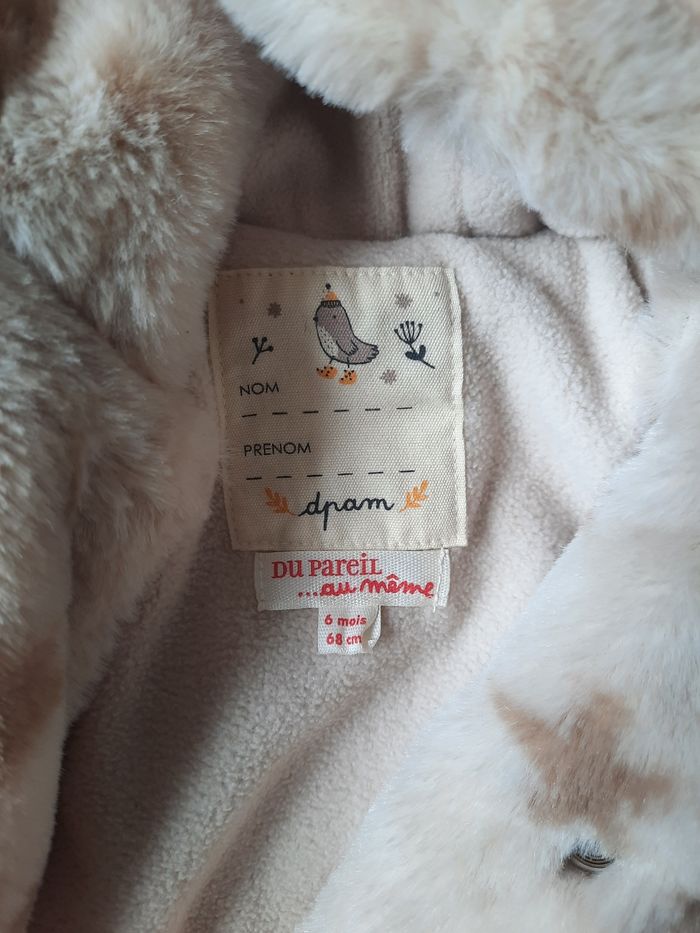 NOM
PRENOM
dpam
DU PAREIL
...au même
6 mois
68 cm